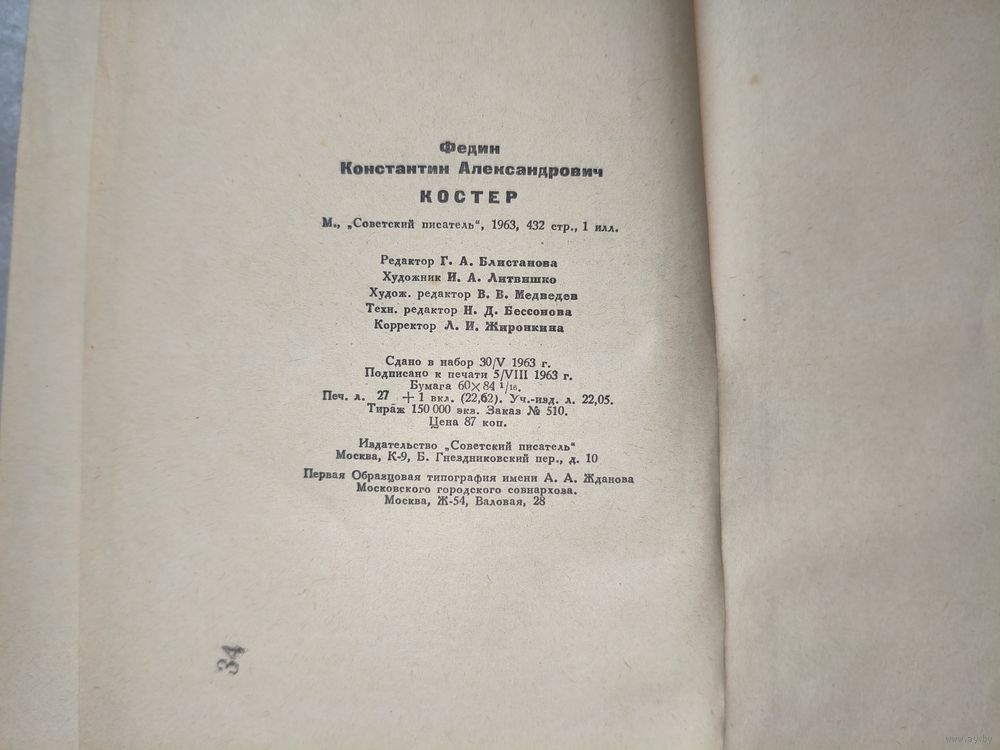 Федин
Константин Александрович
КОСТЕР
М., „Советский писатель“, 1963, 432 стр., 1 илл.
Редактор Г. А. Блистанова
Художник И. А. Литвишко
Худож. редактор В. В. Медведев
Техн. редактор Н. Д. Бессонова
Корректор Л. И. Жиронкина
Сдано в набор 30/V 1963 г.
Подписано к печати 5/VIII 1963 г.
Бумага 60×84 1/16.
Печ. л. 27 +1 вкл. (22,62). Уч.-изд. л. 22,05.
Тираж 150 000 экз. Заказ № 510.
Цена 87 коп.
Издательство „Советский писатель“
Москва, К-9, Б. Гнездниковский пер., д. 10
Первая Образцовая типография имени А. А. Жданова
Московского городского совнархоза.
Москва, Ж-54, Валовая, 28
34
www.ay.by